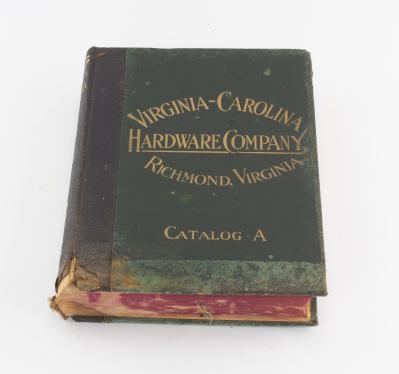 VIRGINIA-CAROLINA
HARDWARE COMPANY
RICHMOND, VIRGINIA
CATALOG A